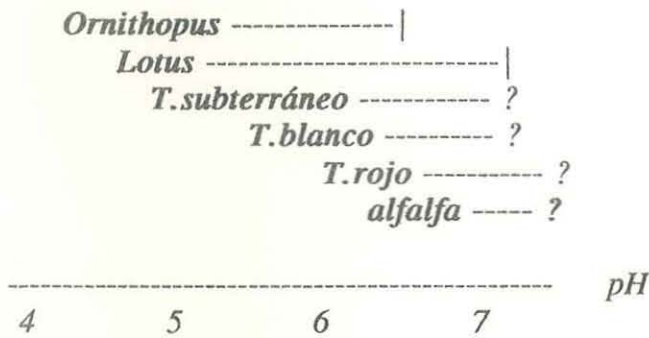 Ornithopus --------------|
Lotus -------------------------|
T.subterráneo ----------- ?
T.blanco --------- ?
T.rojo ---------- ?
alfalfa ----- ?
------------------------------------------------ pH
4 5 6 7